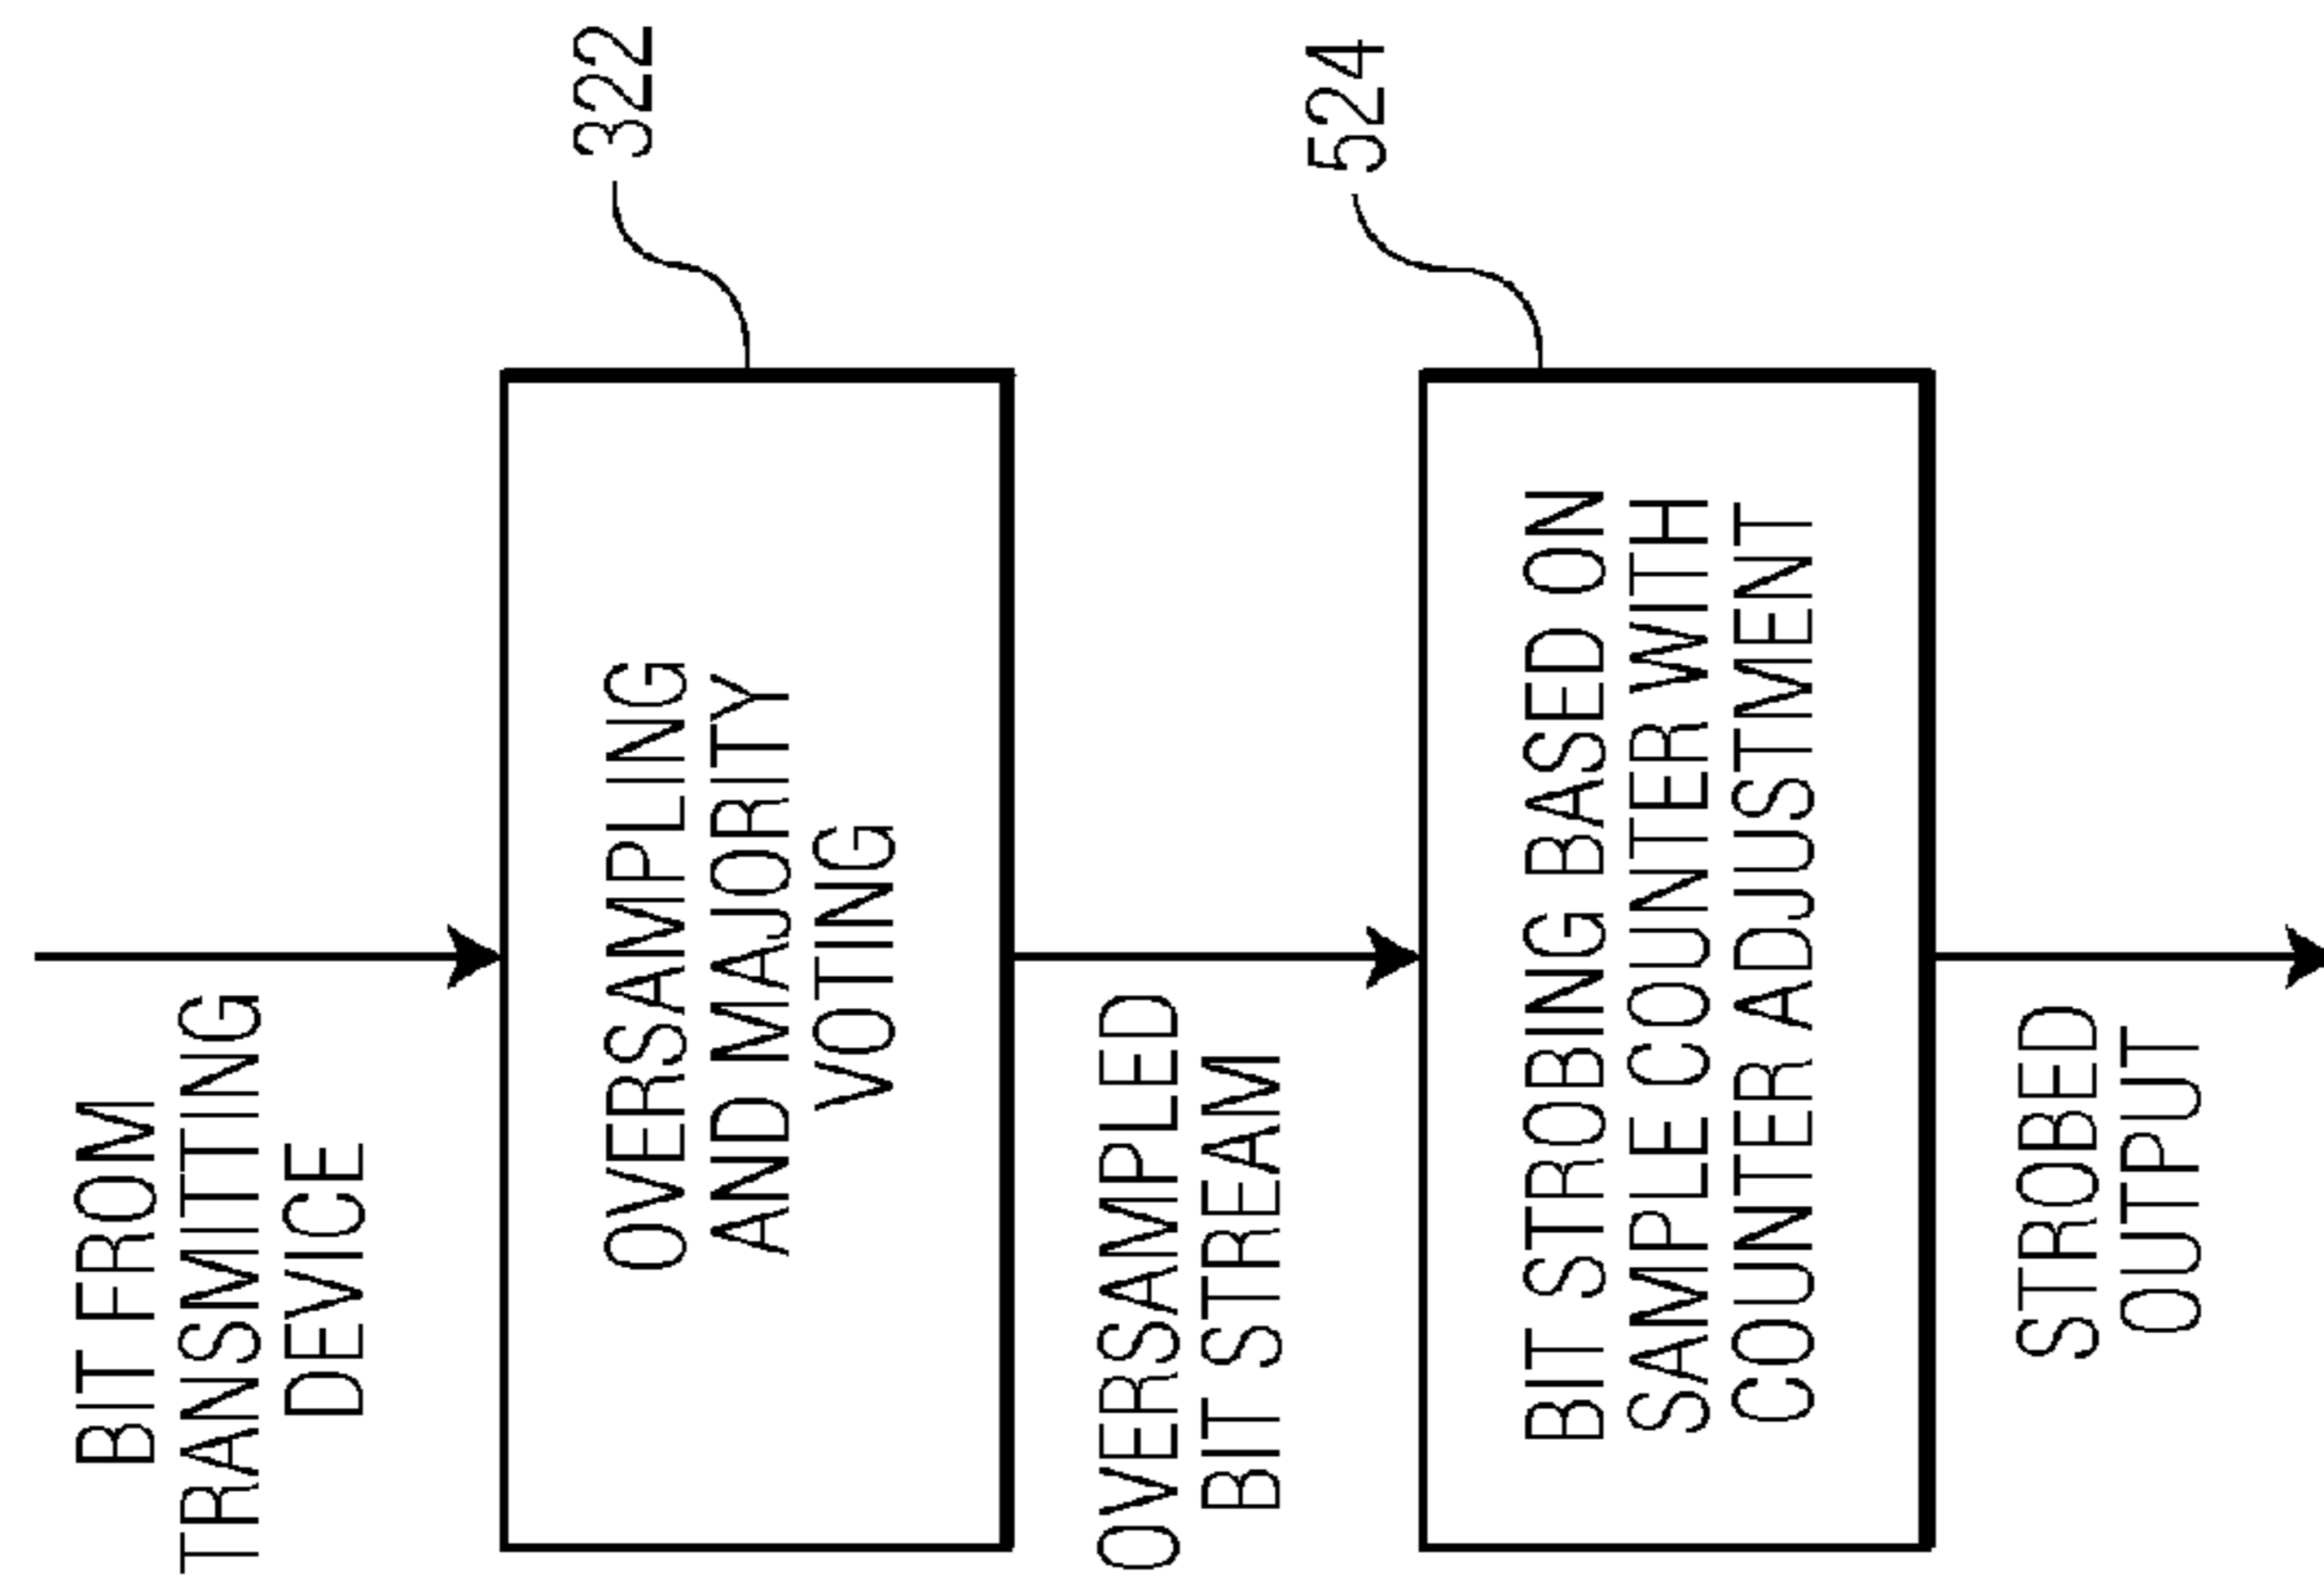 BIT FROM
TRANSMITTING
DEVICE
322
OVERSAMPLING
AND MAJORITY
VOTING
OVERSAMPLED
BIT STREAM
524
BIT STROBING BASED ON
SAMPLE COUNTER WITH
COUNTER ADJUSTMENT
STROBED
OUTPUT